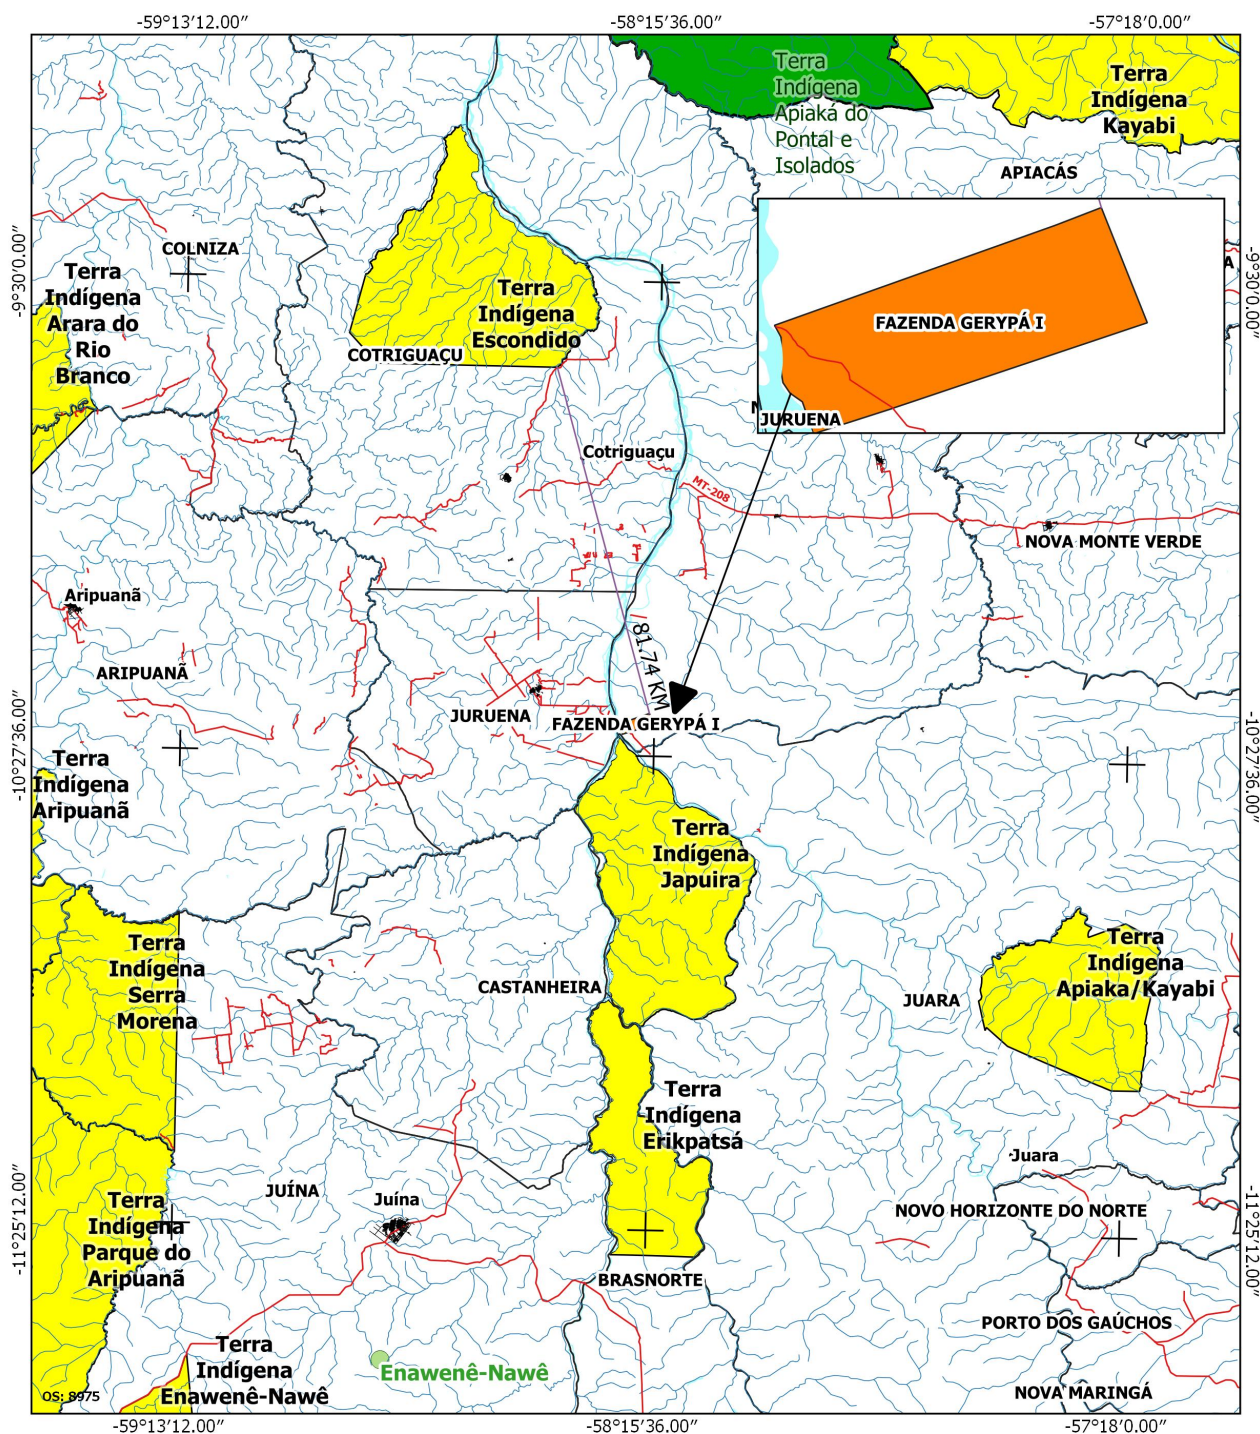 -59°13’12.00”
-58°15’36.00”
-57°18’0.00”
Terra
Indígena
Apiaká do
Pontal e
Isolados
Terra
Indígena
Kayabi
APIACÁS
COLNIZA
-9°30’0.00”
-9°30’0.00”
A
Terra
Indígena
Arara do
Rio
Branco
Terra
Indígena
Escondido
COTRIGUAÇU
FAZENDA GERYPÁ I
N
JURUENA
Cotriguaçu
MT-208
NOVA MONTE VERDE
Aripuanã
ARIPUANÃ
81.74 KM
JURUENA
FAZENDA GERYPÁ I
-10°27’36.00”
-10°27’36.00”
Terra
Indígena
Aripuanã
Terra
Indígena
Japuira
Terra
Indígena
Serra
Morena
CASTANHEIRA
JUARA
Terra
Indígena
Apiaka/Kayabi
Terra
Indígena
Erikpatsá
Juara
JUÍNA
Juína
NOVO HORIZONTE DO NORTE
-11°25’12.00”
-11°25’12.00”
Terra
Indígena
Parque do
Aripuanã
BRASNORTE
PORTO DOS GAÚCHOS
Terra
Indígena
Enawenê-Nawê
Enawenê-Nawê
OS: 8975
NOVA MARINGÁ
-59°13’12.00”
-58°15’36.00”
-57°18’0.00”